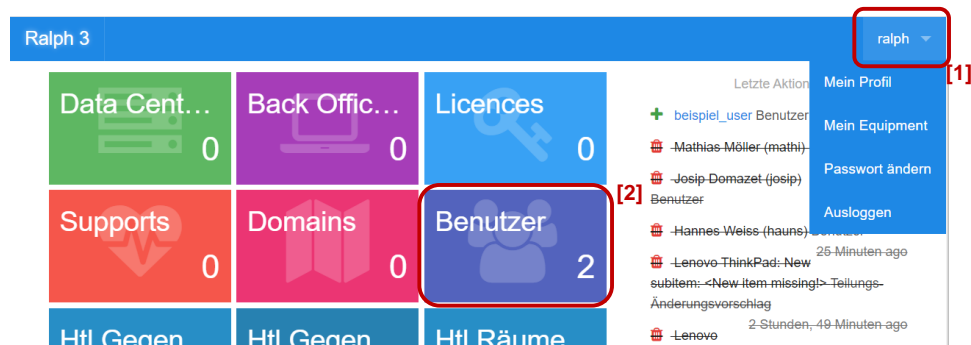 Ralph 3
ralph
[1]
Data Cent…
0
Back Offic…
0
Licences
0
Supports
0
Domains
0
Benutzer
2
[2]
Htl Gegen
Htl Gegen
Htl Räume
Letzte Aktion
beispiel_user Benutzer
Mathias Möller (mathi)
Josip Domazet (josip)
Benutzer
Hannes Weiss (hauns)
25 Minuten ago
Lenovo ThinkPad: New
subitem: <New item missing!> Teilungs-
Änderungsvorschlag
2 Stunden, 49 Minuten ago
Lenovo
Mein Profil
Mein Equipment
Passwort ändern
Ausloggen